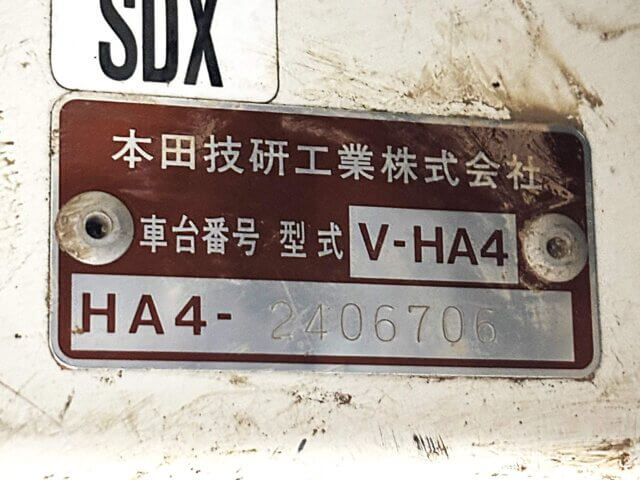 SDX
本田技研工業株式会社
車台番号 型式 V-HA4
HA4- 2406706